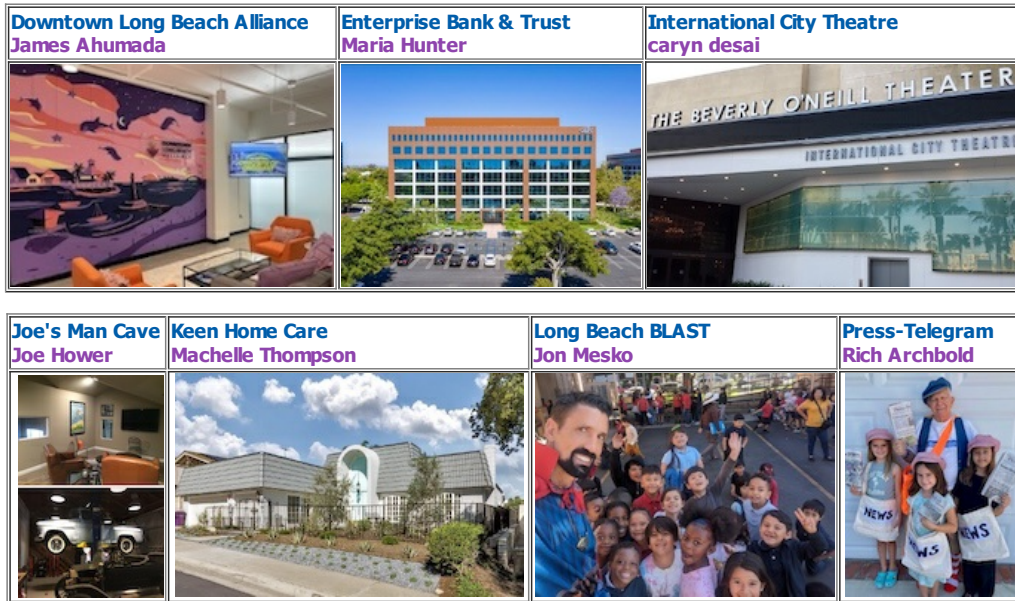 Downtown Long Beach Alliance
James Ahumada
Enterprise Bank & Trust
Maria Hunter
International City Theatre
caryn desai
THE BEVERLY O'NEILL THEATER
INTERNATIONAL CITY THEATRE
Joe's Man Cave
Joe Hower
Keen Home Care
Machelle Thompson
Long Beach BLAST
Jon Mesko
Press-Telegram
Rich Archbold
NEWS
NEWS
NEWS